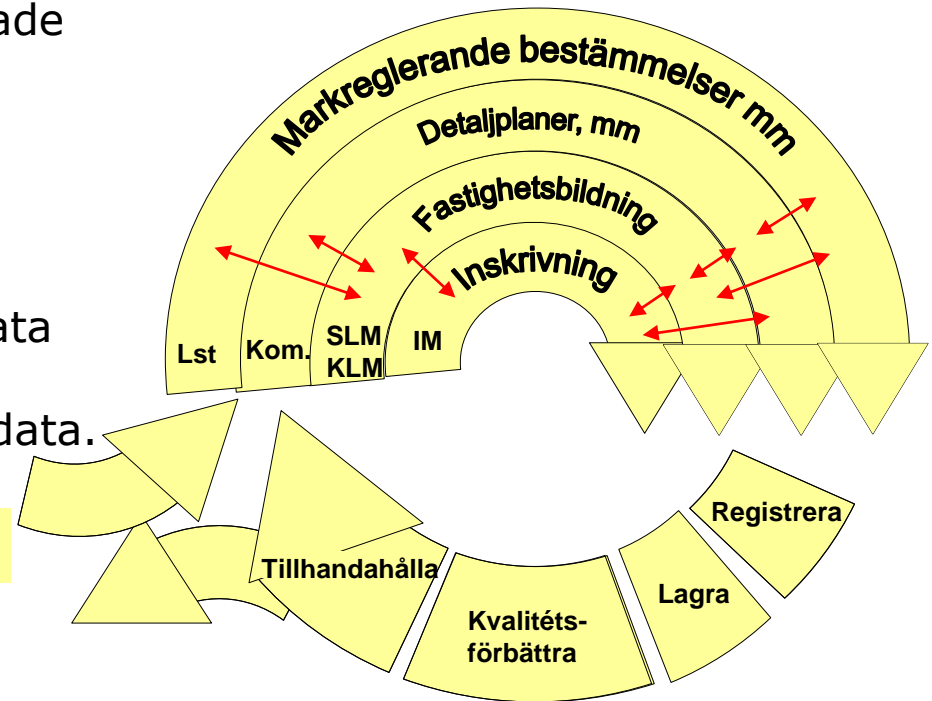 ade
Markreglerande bestämmelser mm
Detaljplaner, mm
Fastighetsbildning
Inskrivning
ata
Lst
Kom.
SLM
KLM
IM
data.
Registrera
Tillhandahålla
Lagra
Kvalitéts-
förbättra